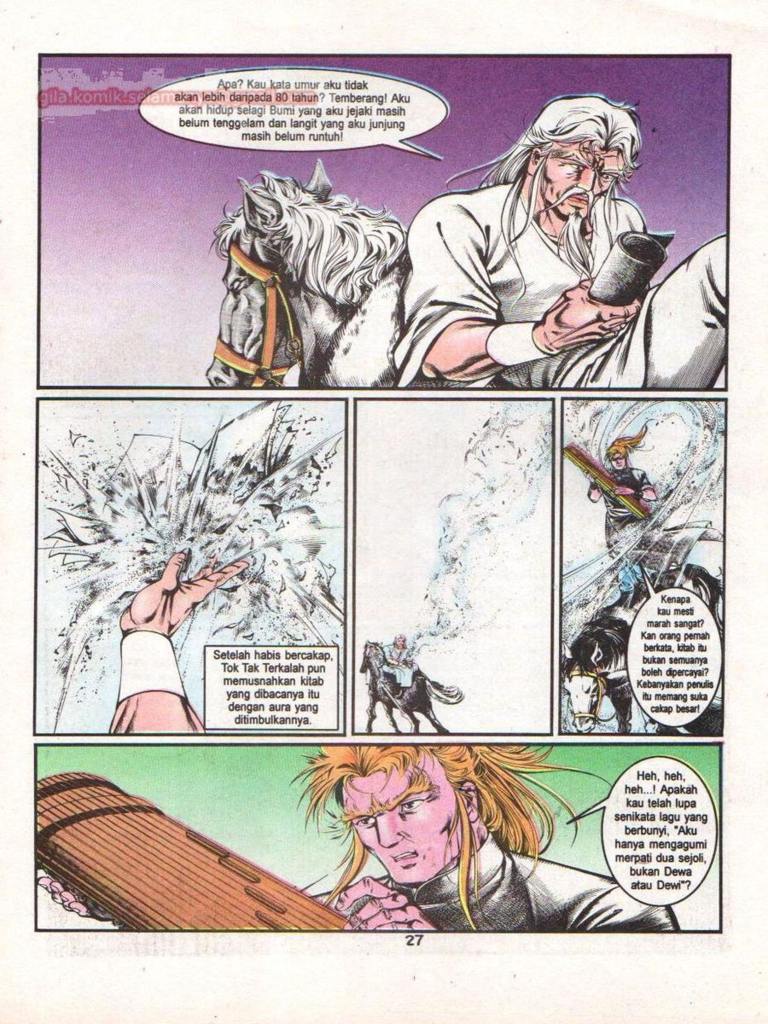 gila.komik.selam
Apa? Kau kata umur aku tidak
akan lebih daripada 80 tahun? Temberang! Aku
akan hidup selagi Bumi yang aku jejaki masih
belum tenggelam dan langit yang aku junjung
masih belum runtuh!
Setelah habis bercakap,
Tok Tak Terkalah pun
memusnahkan kitab
yang dibacanya itu
dengan aura yang
ditimbulkannya.
Kenapa
kau mesti
marah sangat?
Kan orang pernah
berkata, kitab itu
bukan semuanya
boleh dipercayai?
Kebanyakan penulis
itu memang suka
cakap besar!
Heh, heh,
heh...! Apakah
kau telah lupa
senikata lagu yang
berbunyi, "Aku
hanya mengagumi
merpati dua sejoli,
bukan Dewa
atau Dewi"?
27